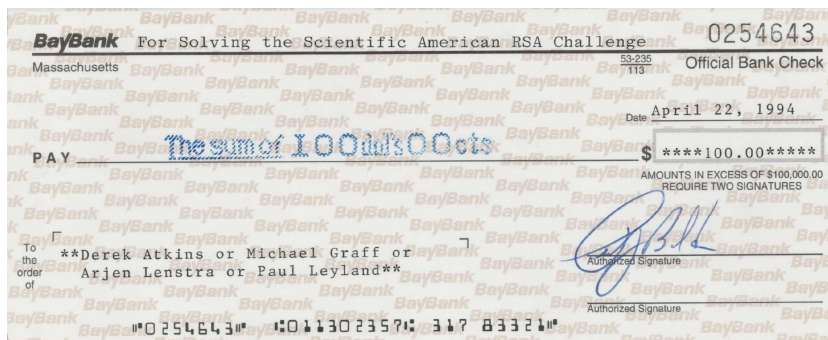 BayBank For Solving the Scientific American RSA Challenge 0254643
Massachusetts 53-235 Official Bank Check
113
Date April 22, 1994
PAY The sum of 100 dol's 00 cts $ ****100.00*****
AMOUNTS IN EXCESS OF $100,000.00
REQUIRE TWO SIGNATURES
To
the
order
of
**Derek Atkins or Michael Graff or
Arjen Lenstra or Paul Leyland**
Authorized Signature
Authorized Signature
⑈0254643⑈ ⑆011302357⑆ 317 83321⑈